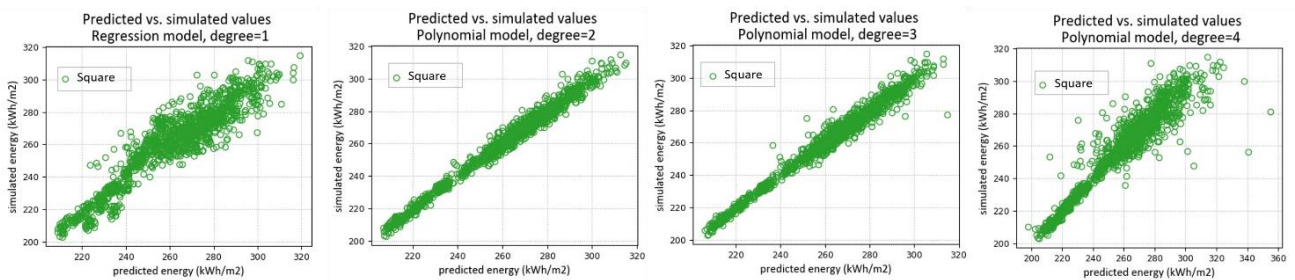 Predicted vs. simulated values
Regression model, degree=1
320
300
280
260
240
220
200
simulated energy (kWh/m2)
Square
220
240
260
280
300
320
predicted energy (kWh/m2)
Predicted vs. simulated values
Polynomial model, degree=2
320
300
280
260
240
220
200
simulated energy (kWh/m2)
Square
220
240
260
280
300
320
predicted energy (kWh/m2)
Predicted vs. simulated values
Polynomial model, degree=3
320
300
280
260
240
220
200
simulated energy (kWh/m2)
Square
220
240
260
280
300
320
predicted energy (kWh/m2)
Predicted vs. simulated values
Polynomial model, degree=4
320
300
280
260
240
220
200
simulated energy (kWh/m2)
Square
200
220
240
260
280
300
320
340
360
predicted energy (kWh/m2)